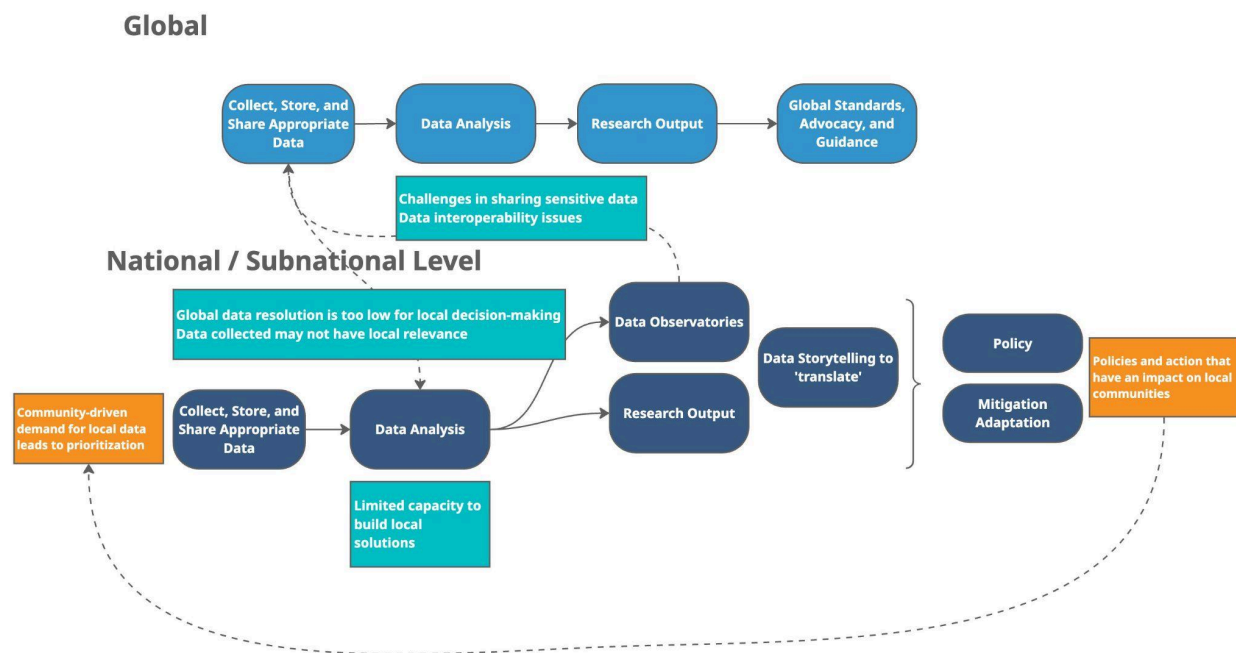 Global
Collect, Store, and
Share Appropriate
Data
Data Analysis
Research Output
Global Standards,
Advocacy, and
Guidance
Challenges in sharing sensitive data
Data interoperability issues
National / Subnational Level
Global data resolution is too low for local decision-making
Data collected may not have local relevance
Data Observatories
Data Storytelling to
'translate'
Policy
Policies and action that
have an impact on local
communities
Community-driven
demand for local data
leads to prioritization
Collect, Store, and
Share Appropriate
Data
Data Analysis
Research Output
Mitigation
Adaptation
Limited capacity to
build local
solutions